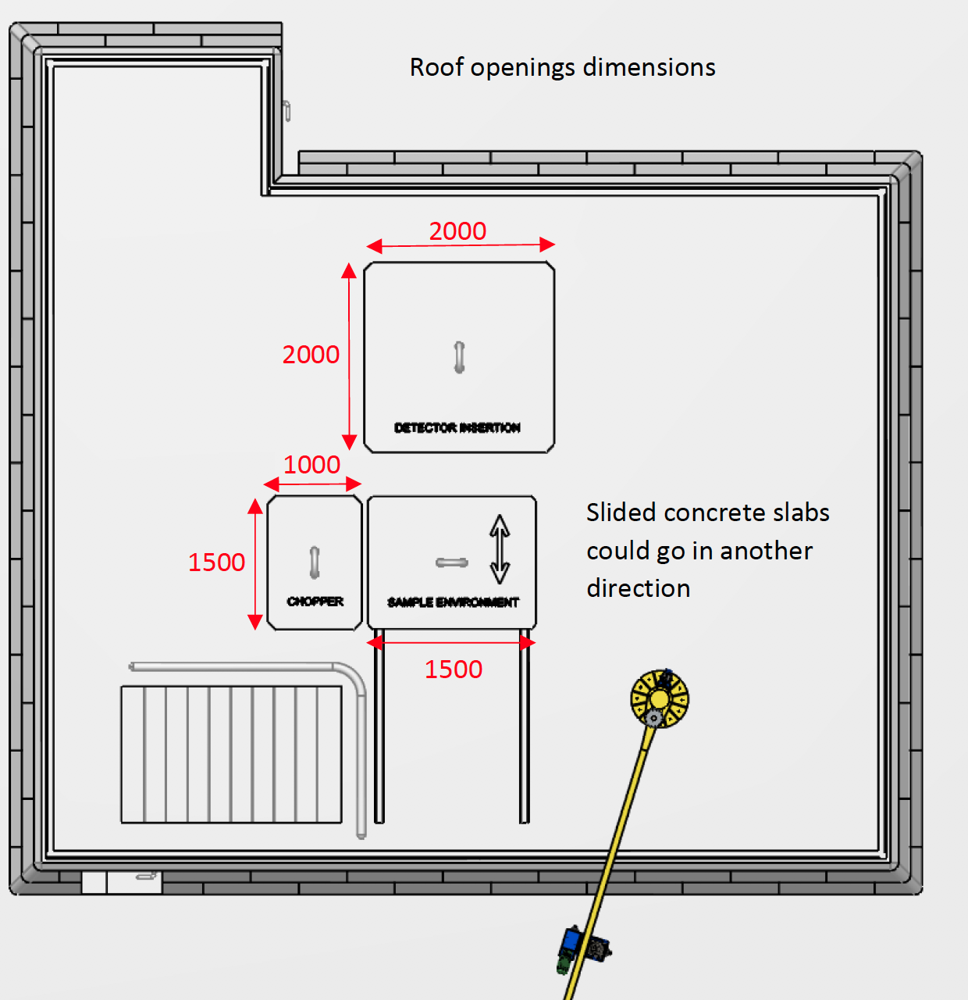 Roof openings dimensions
2000
2000
DETECTOR INSERTION
1000
1500
CHOPPER
SAMPLE ENVIRONMENT
1500
Slided concrete slabs
could go in another
direction